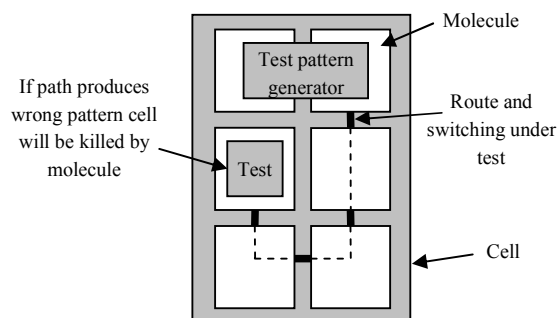 Molecule
Test pattern
generator
If path produces
wrong pattern cell
will be killed by
molecule
Route and
switching under
test
Test
Cell